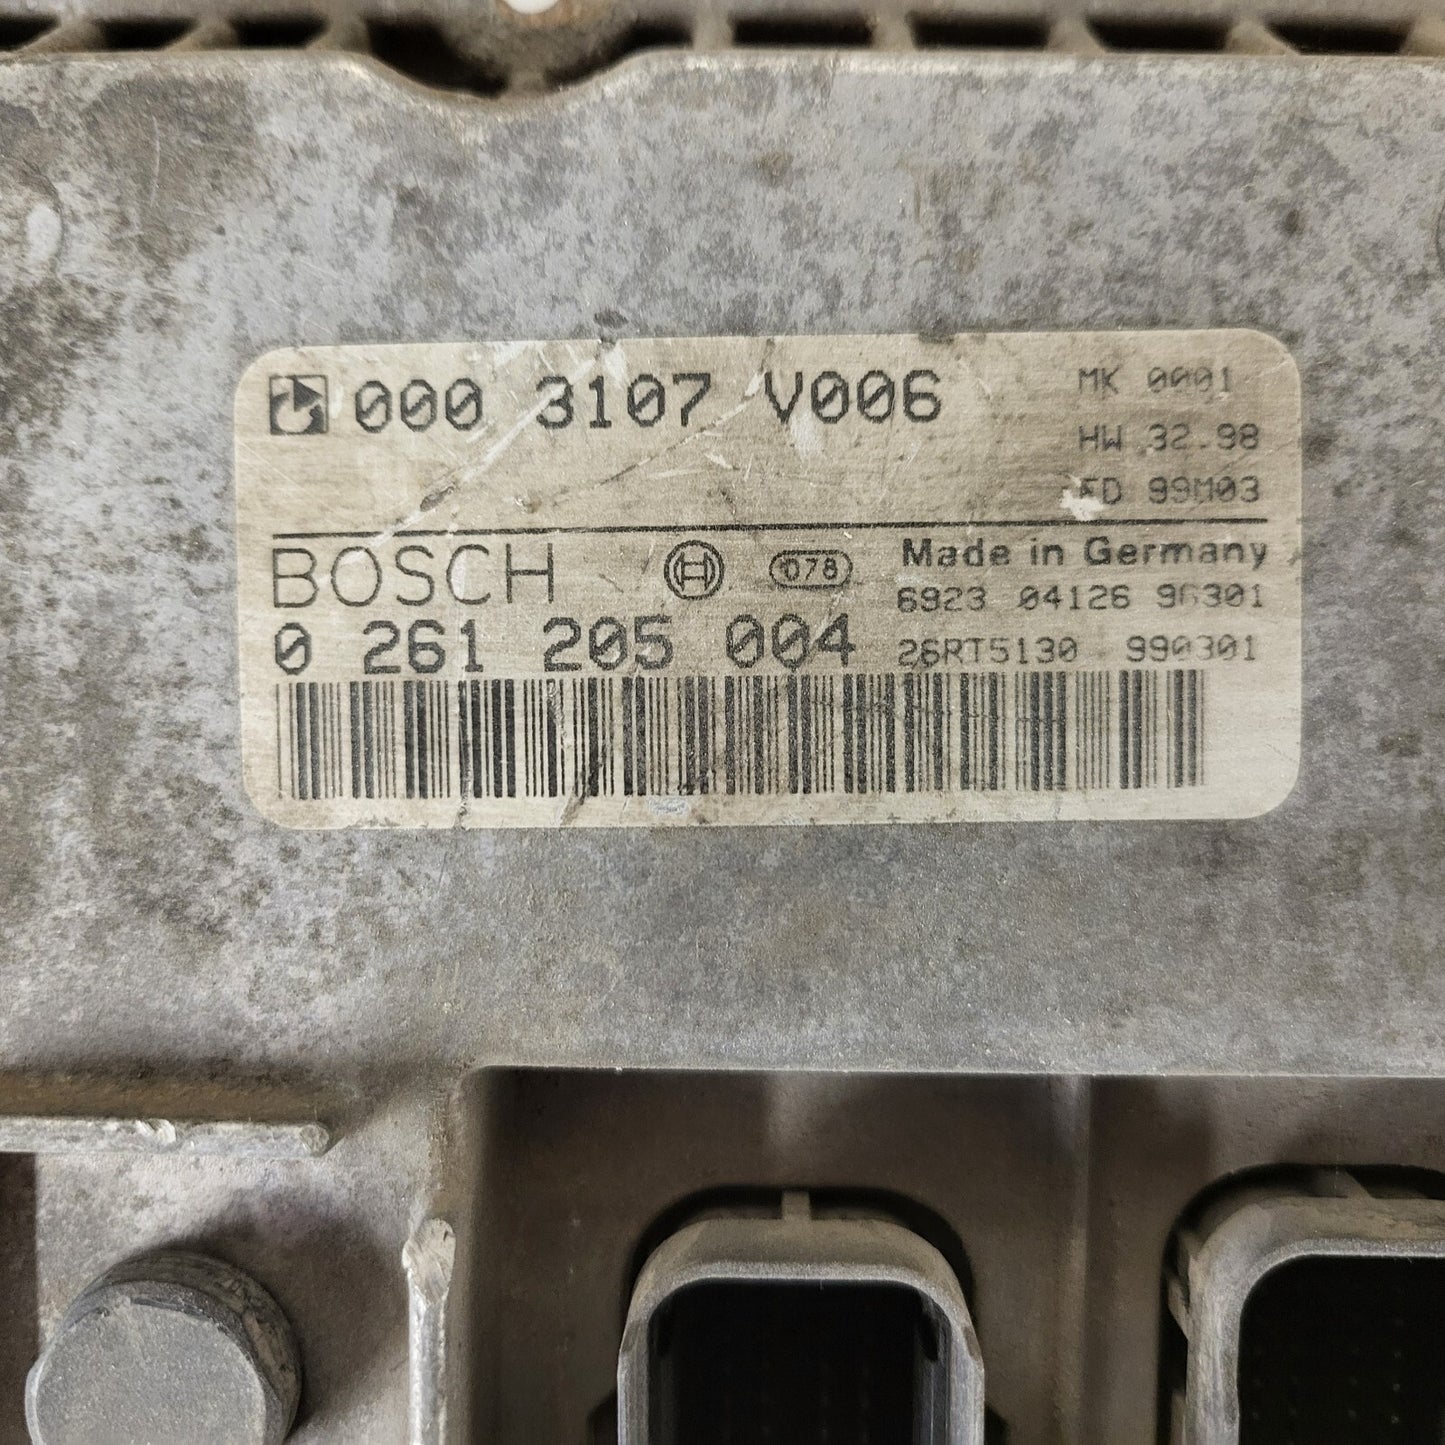 000 3107 V006
MK 0001
HW 32.98
FD 99M03
BOSCH 078 Made in Germany
6923 04126 96301
0 261 205 004
26RT5130 990301